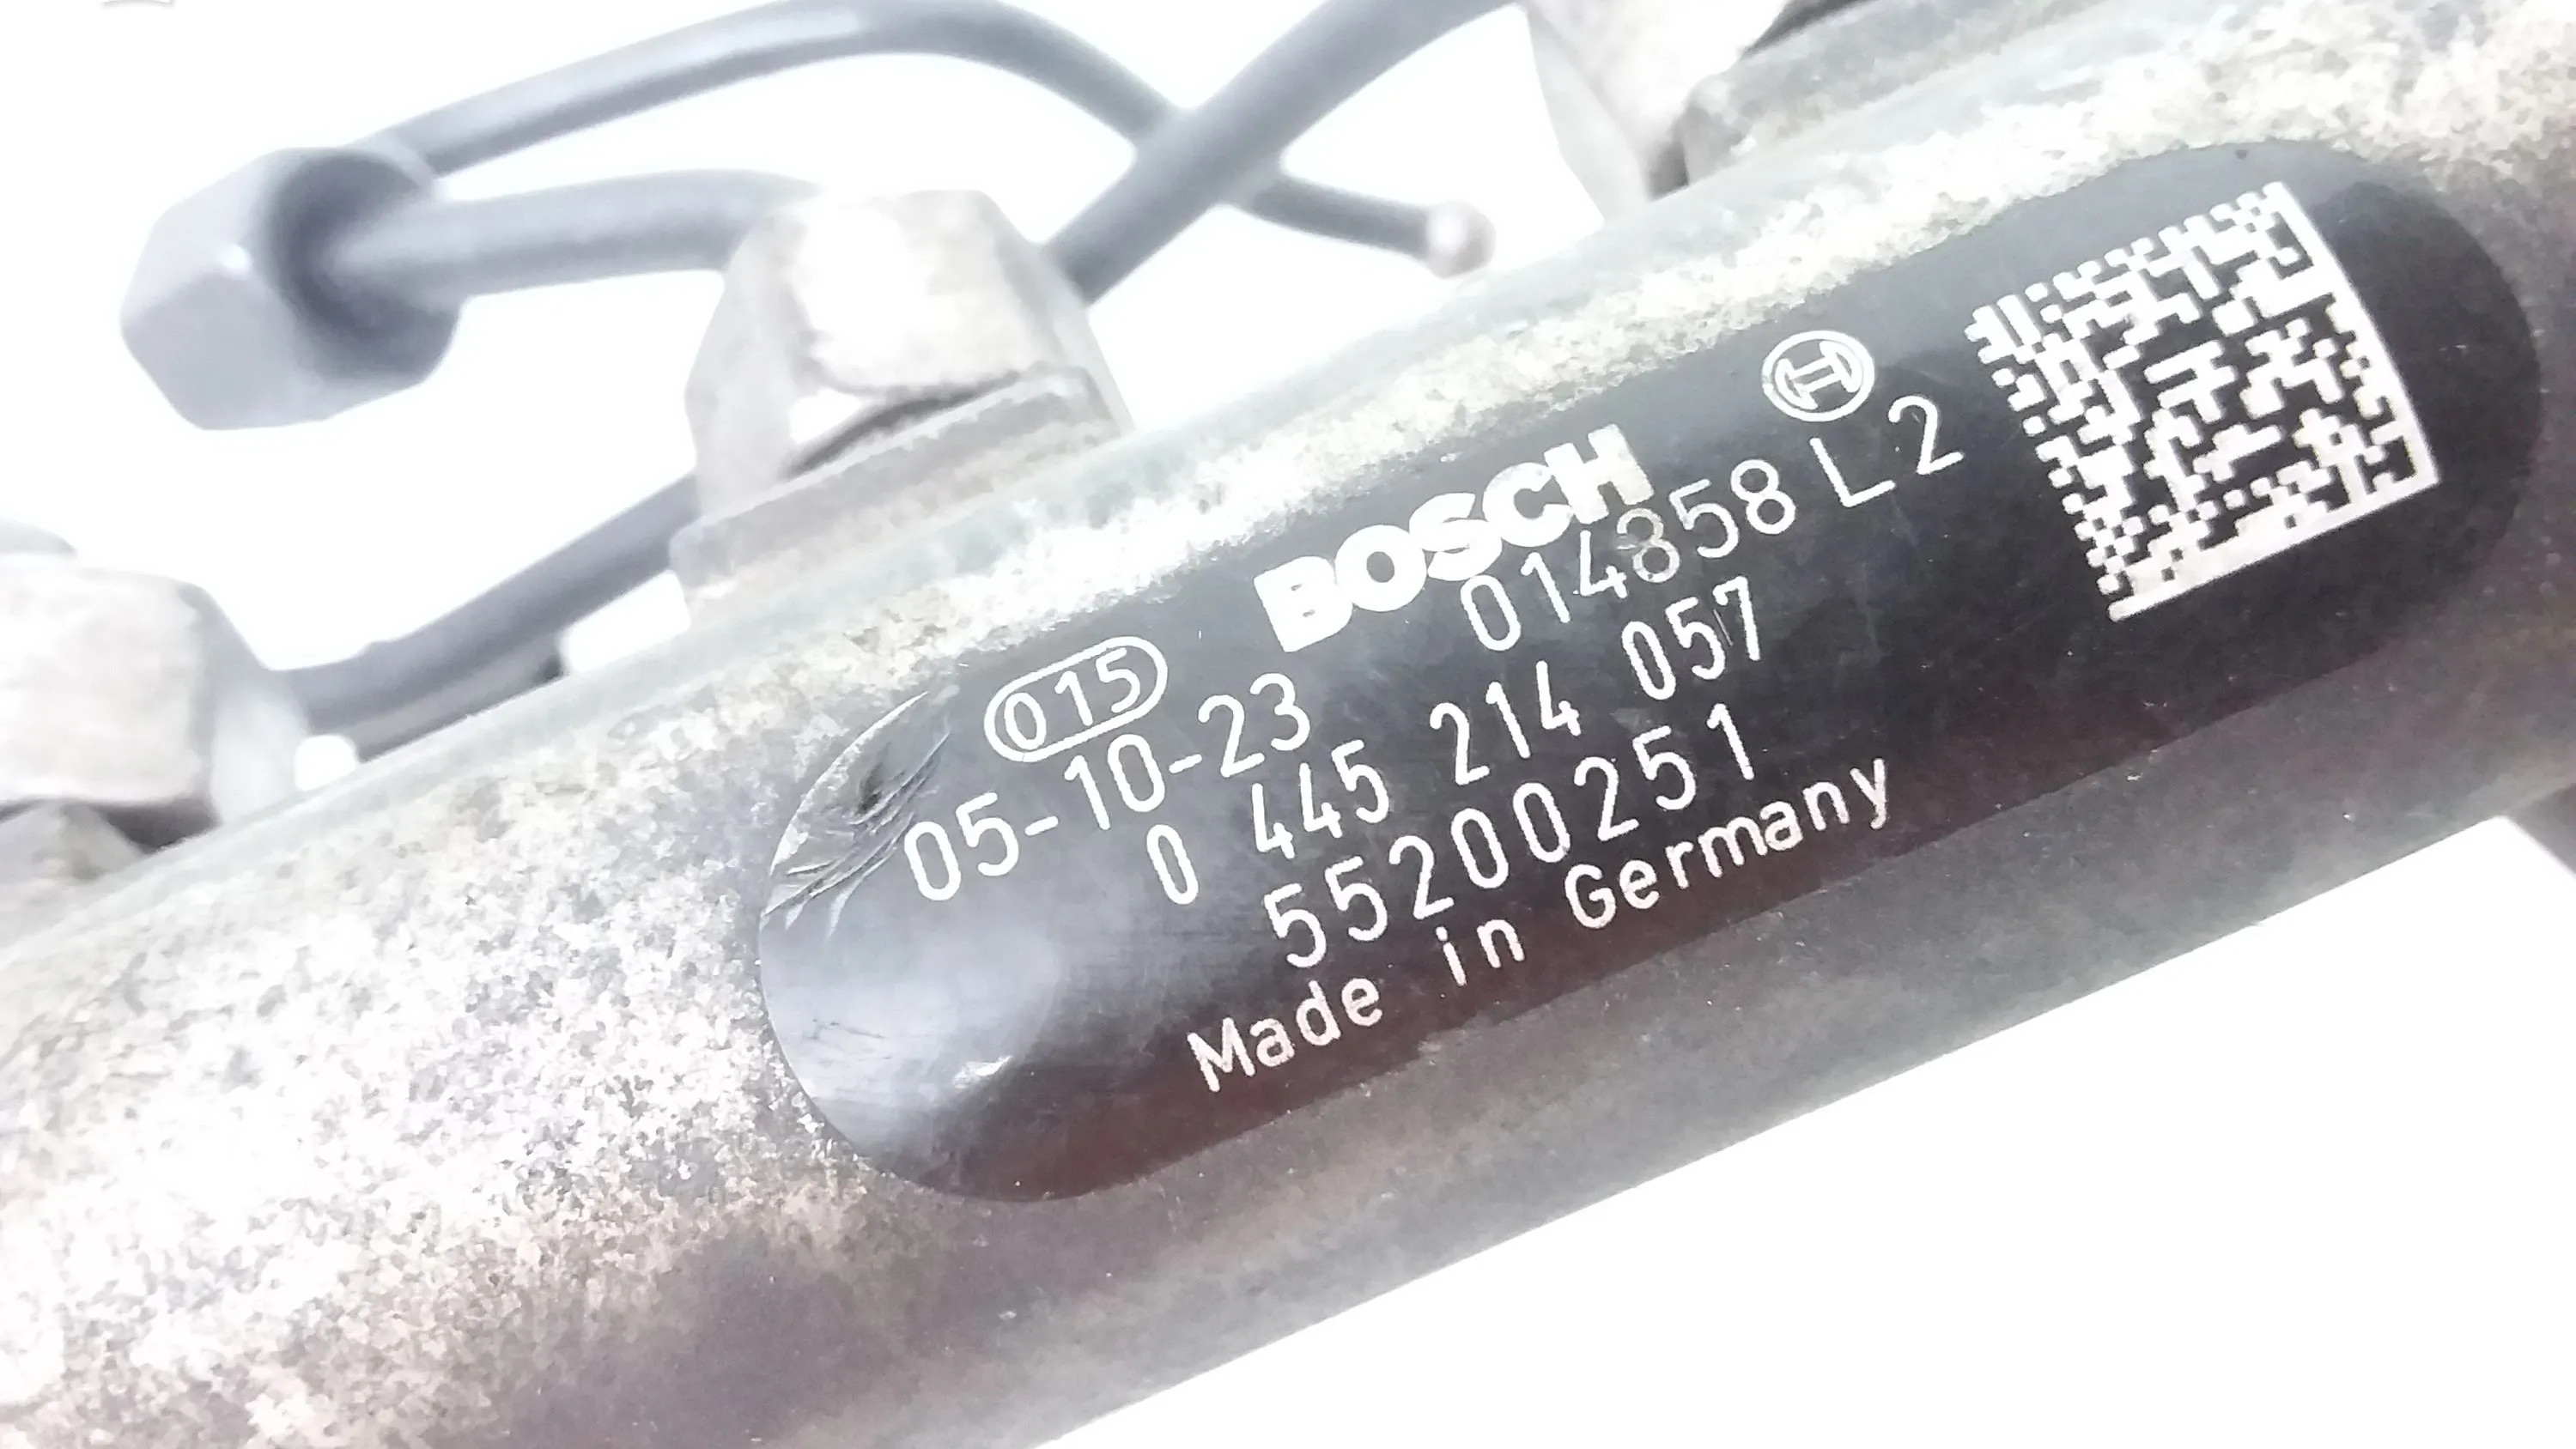 015 BOSCH
05-10-23 014858 L2
0 445 214 057
55200251
Made in Germany